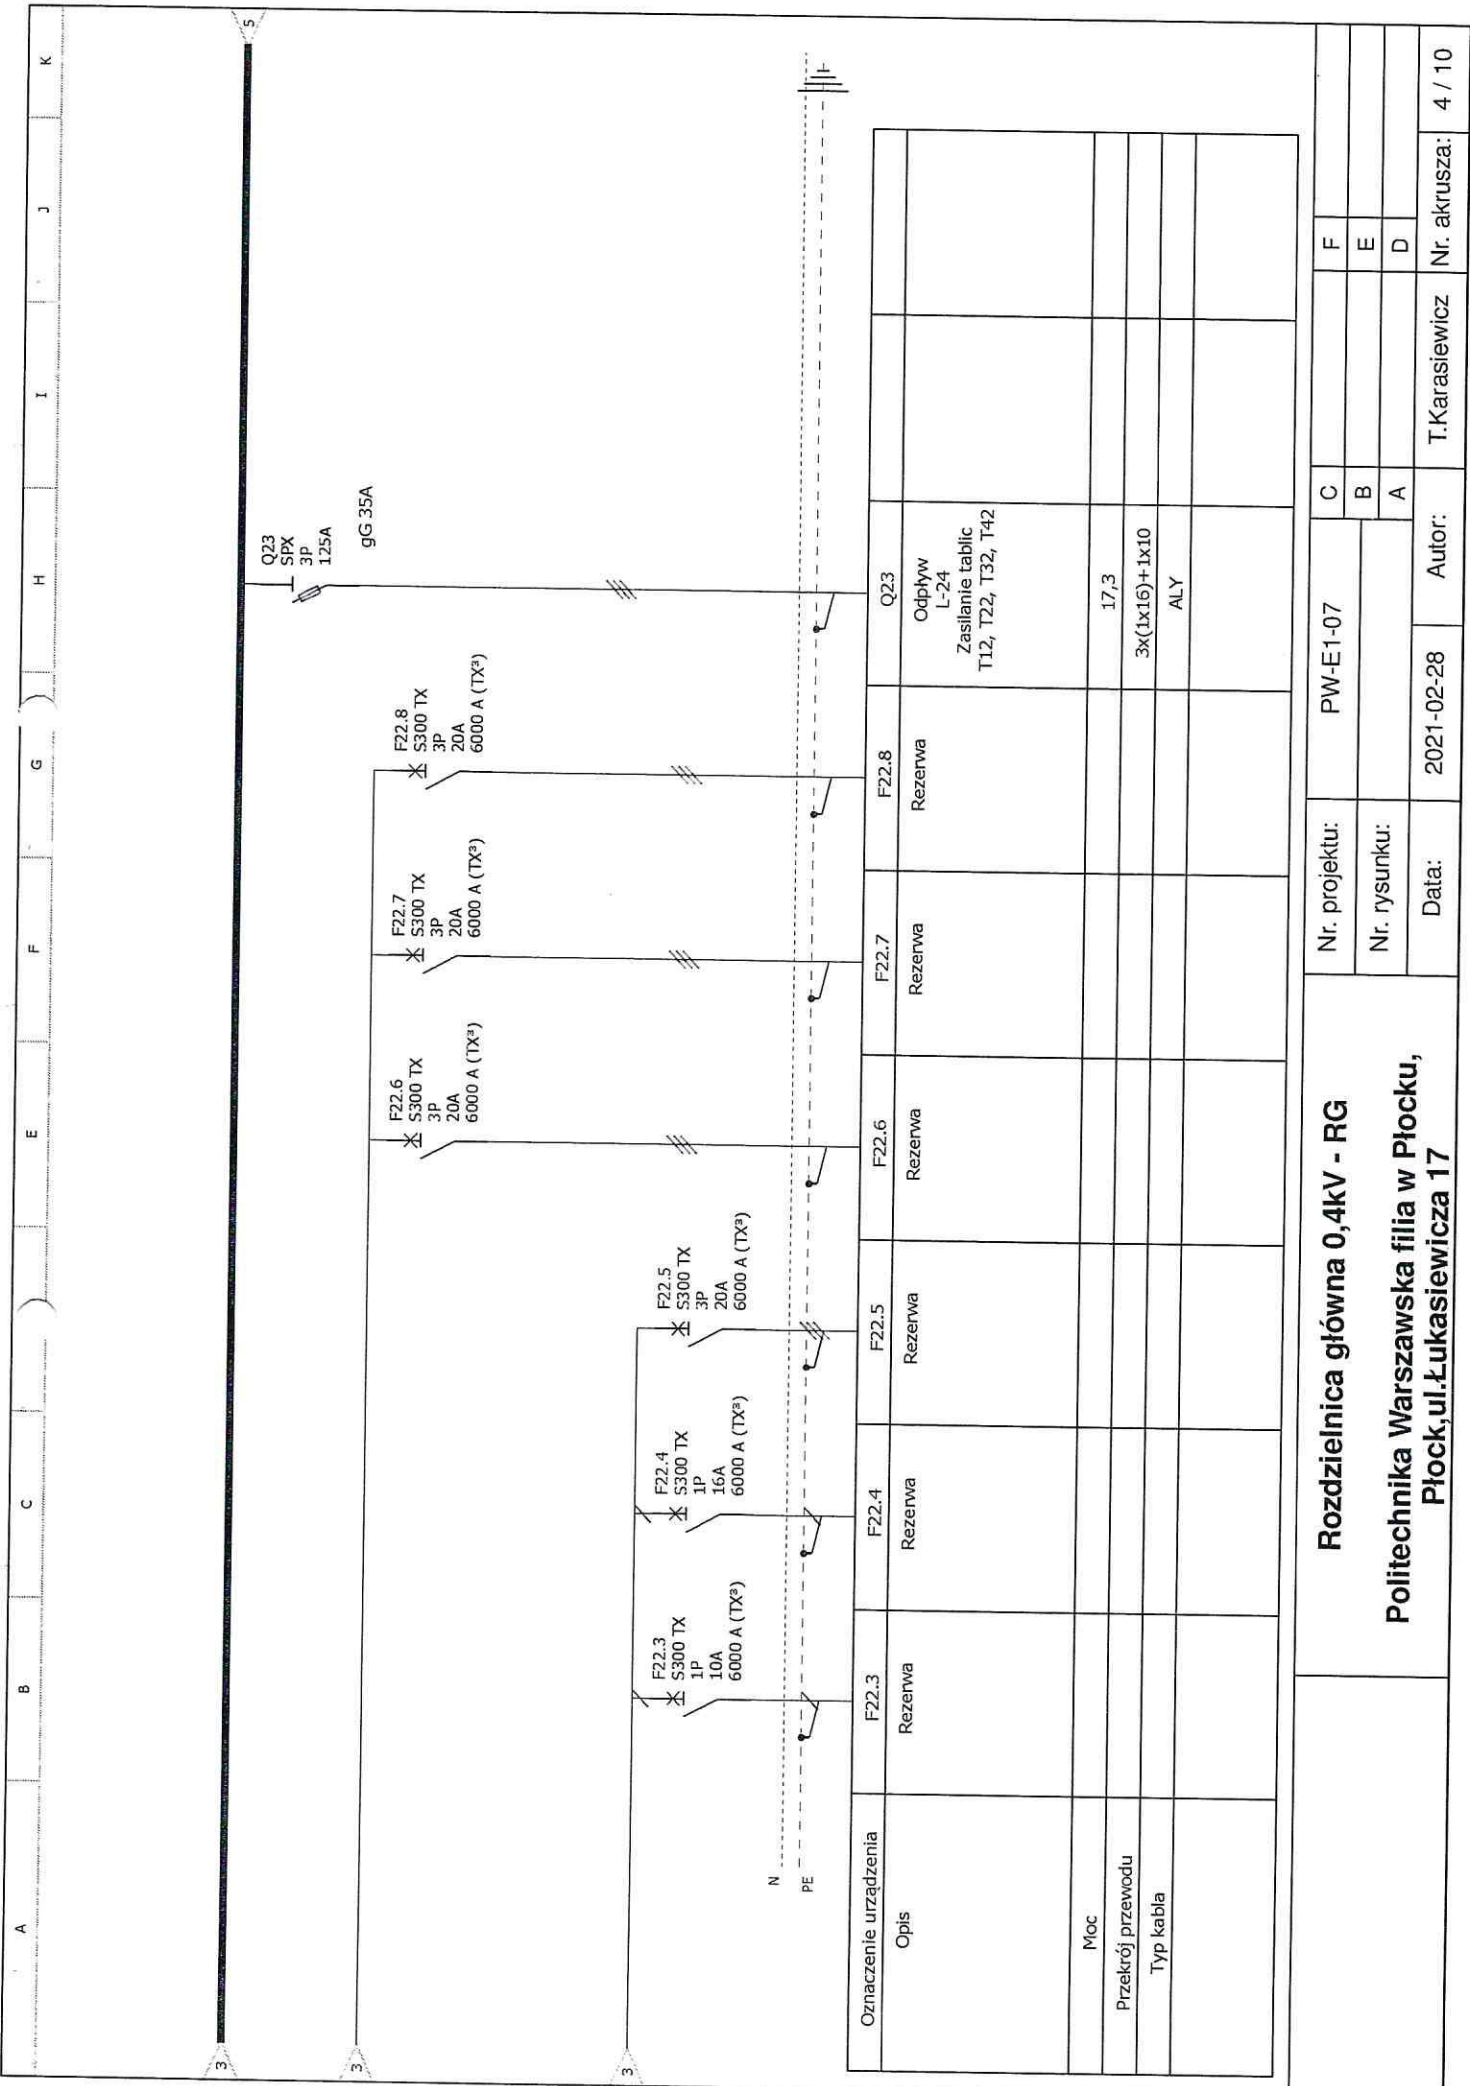 A B C D E F G H I J K
3
5
3
3
F22.3
S300 TX
1P
10A
6000 A (TX³)
F22.4
S300 TX
1P
16A
6000 A (TX³)
F22.5
S300 TX
3P
20A
6000 A (TX³)
F22.6
S300 TX
3P
20A
6000 A (TX³)
F22.7
S300 TX
3P
20A
6000 A (TX³)
F22.8
S300 TX
3P
20A
6000 A (TX³)
Q23
SPX
3P
125A
gG 35A
N
PE
Oznaczenie urządzenia F22.3 F22.4 F22.5 F22.6 F22.7 F22.8 Q23
Opis Rezerwa Rezerwa Rezerwa Rezerwa Rezerwa Rezerwa Odpływ
L-24
Zasilanie tablic
T12, T22, T32, T42
Moc 17,3
Przekrój przewodu 3x(1x16)+1x10
Typ kabla ALY
Rozdzielnica główna 0,4kV - RG
Politechnika Warszawska filia w Płocku,
Płock,ul.Łukasiewicza 17
Nr. projektu: PW-E1-07 C F
Nr. rysunku: B E
A D
Data: 2021-02-28 Autor: T.Karasiewicz Nr. akrusza: 4 / 10